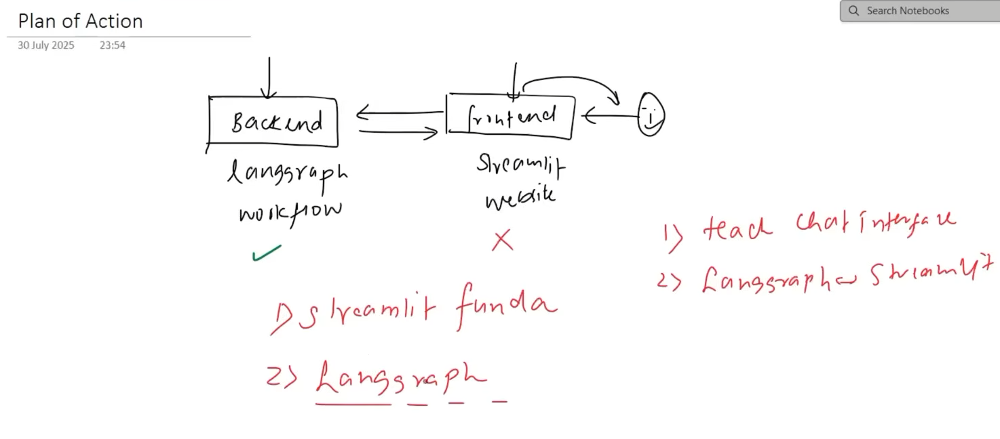 Search Notebooks
Plan of Action
30 July 2025 23:54
Backend
frontend
langgraph
workflow
Streamlit
website
1) teach chat interface
2) Langgraph Streamlit
1) Streamlit funda
2) Langgraph